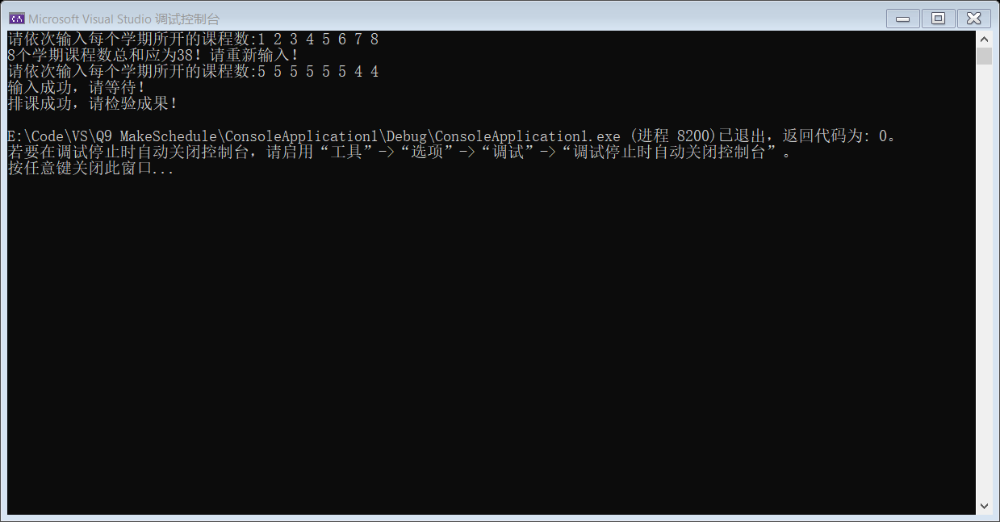 Microsoft Visual Studio 调试控制台
请依次输入每个学期所开的课程数:1 2 3 4 5 6 7 8
8个学期课程数总和应为38！请重新输入！
请依次输入每个学期所开的课程数:5 5 5 5 5 5 4 4
输入成功，请等待！
排课成功，请检验成果！
E:\Code\VS\Q9 MakeSchedule\ConsoleApplication1\Debug\ConsoleApplication1.exe (进程 8200)已退出，返回代码为: 0。
若要在调试停止时自动关闭控制台，请启用“工具”->“选项”->“调试”->“调试停止时自动关闭控制台”。
按任意键关闭此窗口...